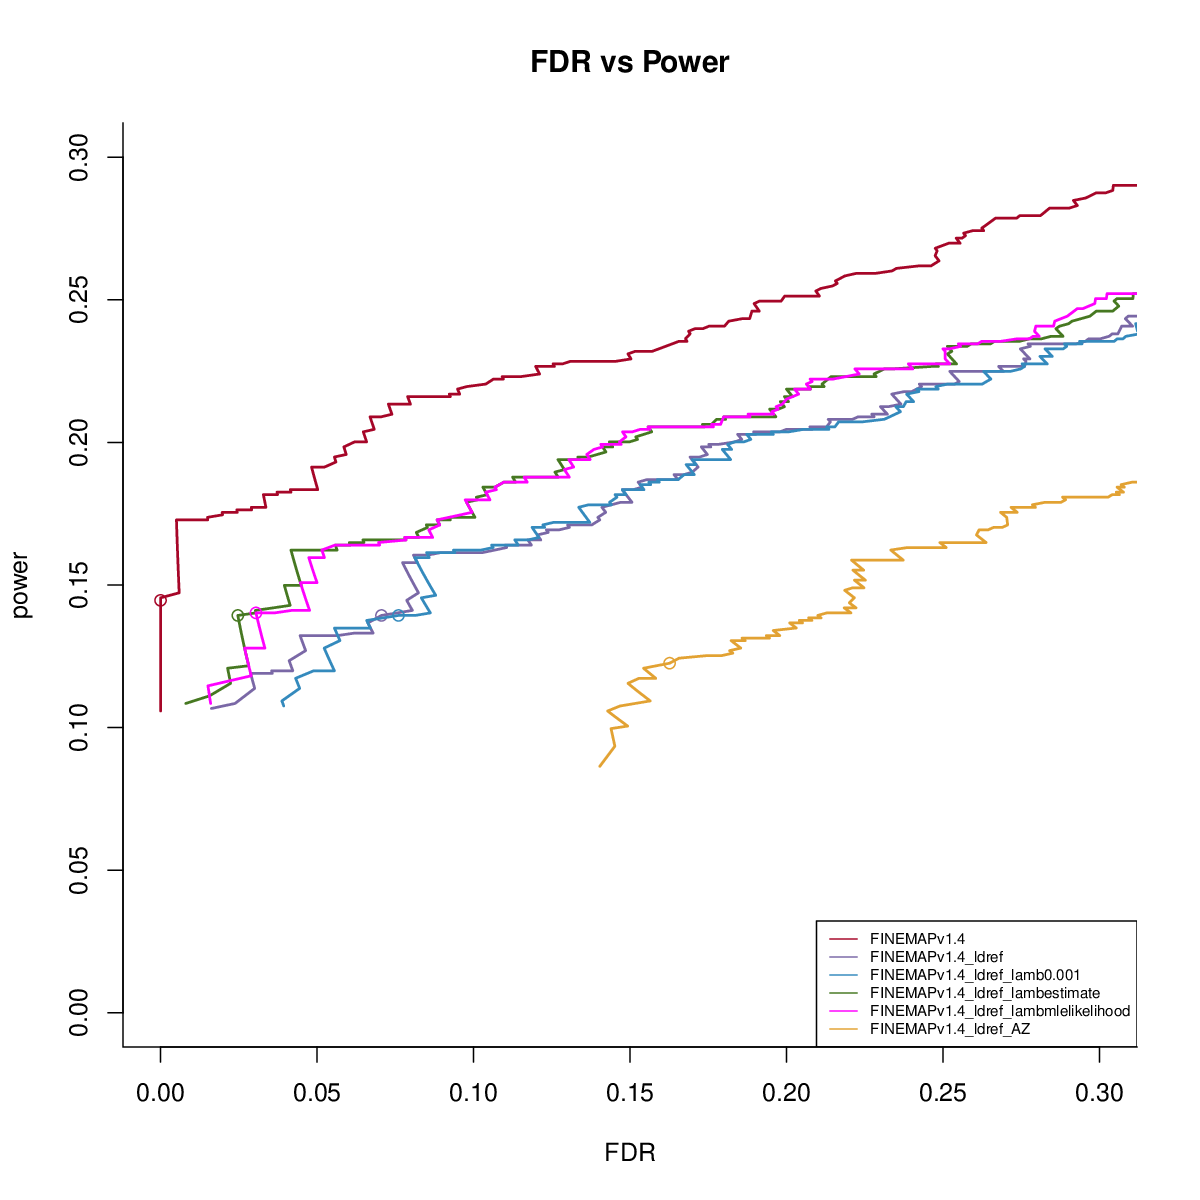 FDR vs Power
0.30
0.25
0.20
0.15
0.10
0.05
0.00
power
0.00 0.05 0.10 0.15 0.20 0.25 0.30
FDR
FINEMAPv1.4
FINEMAPv1.4_ldref
FINEMAPv1.4_ldref_lamb0.001
FINEMAPv1.4_ldref_lambestimate
FINEMAPv1.4_ldref_lambmlelikelihood
FINEMAPv1.4_ldref_AZ